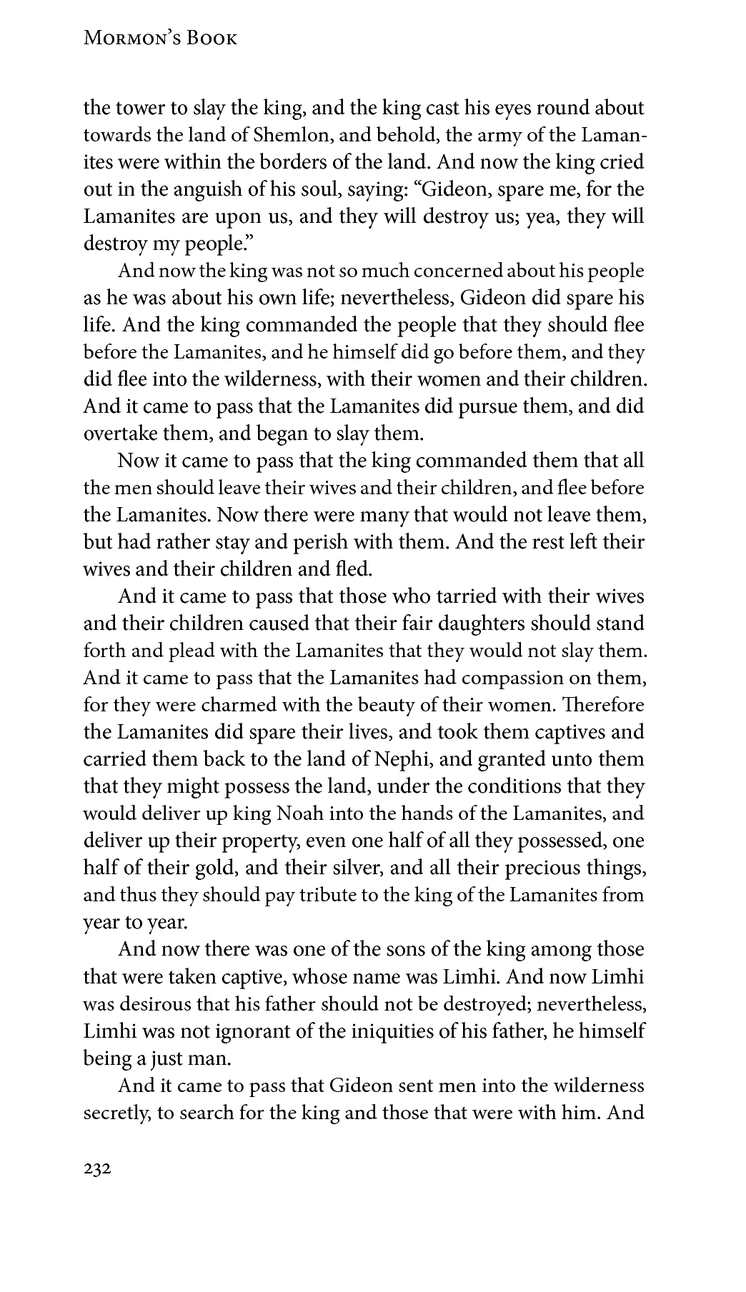 Mormon’s Book
the tower to slay the king, and the king cast his eyes round about
towards the land of Shemlon, and behold, the army of the Laman-
ites were within the borders of the land. And now the king cried
out in the anguish of his soul, saying: “Gideon, spare me, for the
Lamanites are upon us, and they will destroy us; yea, they will
destroy my people.”
And now the king was not so much concerned about his people
as he was about his own life; nevertheless, Gideon did spare his
life. And the king commanded the people that they should flee
before the Lamanites, and he himself did go before them, and they
did flee into the wilderness, with their women and their children.
And it came to pass that the Lamanites did pursue them, and did
overtake them, and began to slay them.
Now it came to pass that the king commanded them that all
the men should leave their wives and their children, and flee before
the Lamanites. Now there were many that would not leave them,
but had rather stay and perish with them. And the rest left their
wives and their children and fled.
And it came to pass that those who tarried with their wives
and their children caused that their fair daughters should stand
forth and plead with the Lamanites that they would not slay them.
And it came to pass that the Lamanites had compassion on them,
for they were charmed with the beauty of their women. Therefore
the Lamanites did spare their lives, and took them captives and
carried them back to the land of Nephi, and granted unto them
that they might possess the land, under the conditions that they
would deliver up king Noah into the hands of the Lamanites, and
deliver up their property, even one half of all they possessed, one
half of their gold, and their silver, and all their precious things,
and thus they should pay tribute to the king of the Lamanites from
year to year.
And now there was one of the sons of the king among those
that were taken captive, whose name was Limhi. And now Limhi
was desirous that his father should not be destroyed; nevertheless,
Limhi was not ignorant of the iniquities of his father, he himself
being a just man.
And it came to pass that Gideon sent men into the wilderness
secretly, to search for the king and those that were with him. And
232